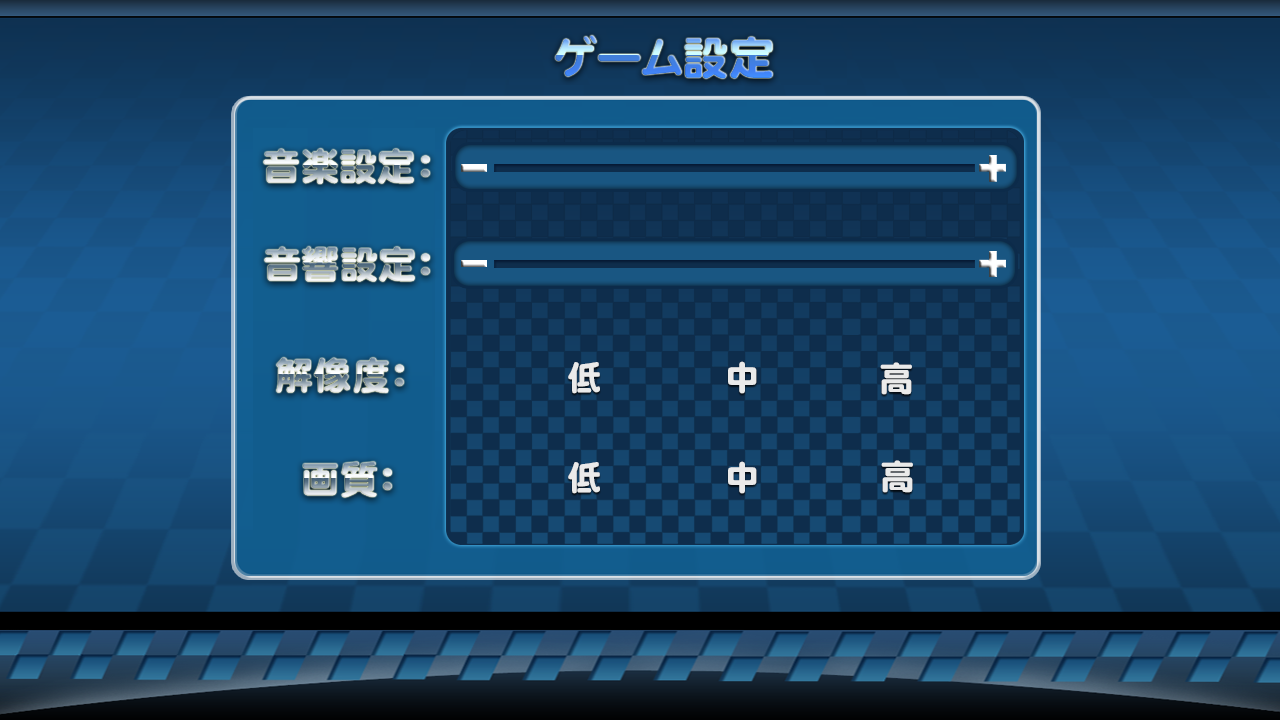 ゲーム設定
音楽設定: − +
音響設定: − +
解像度: 低 中 高
画質: 低 中 高